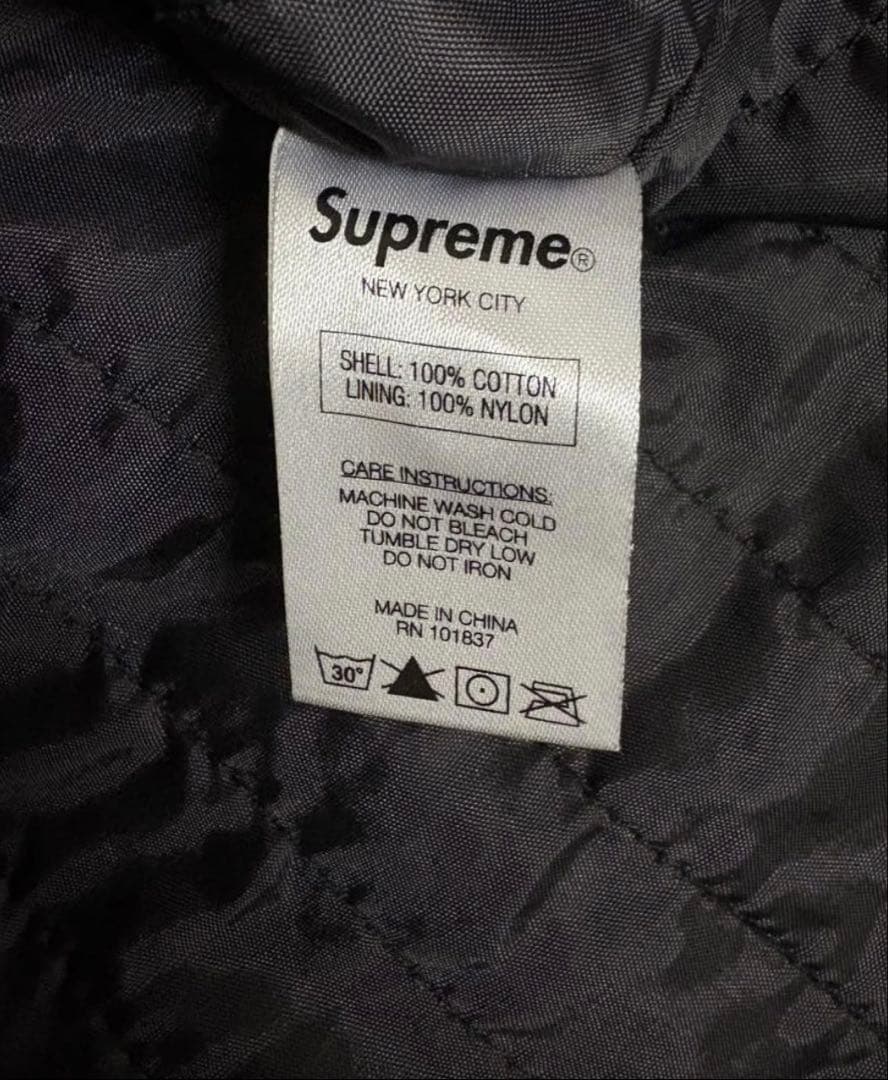 Supreme®
NEW YORK CITY
SHELL: 100% COTTON
LINING: 100% NYLON
CARE INSTRUCTIONS:
MACHINE WASH COLD
DO NOT BLEACH
TUMBLE DRY LOW
DO NOT IRON
MADE IN CHINA
RN 101837
30°